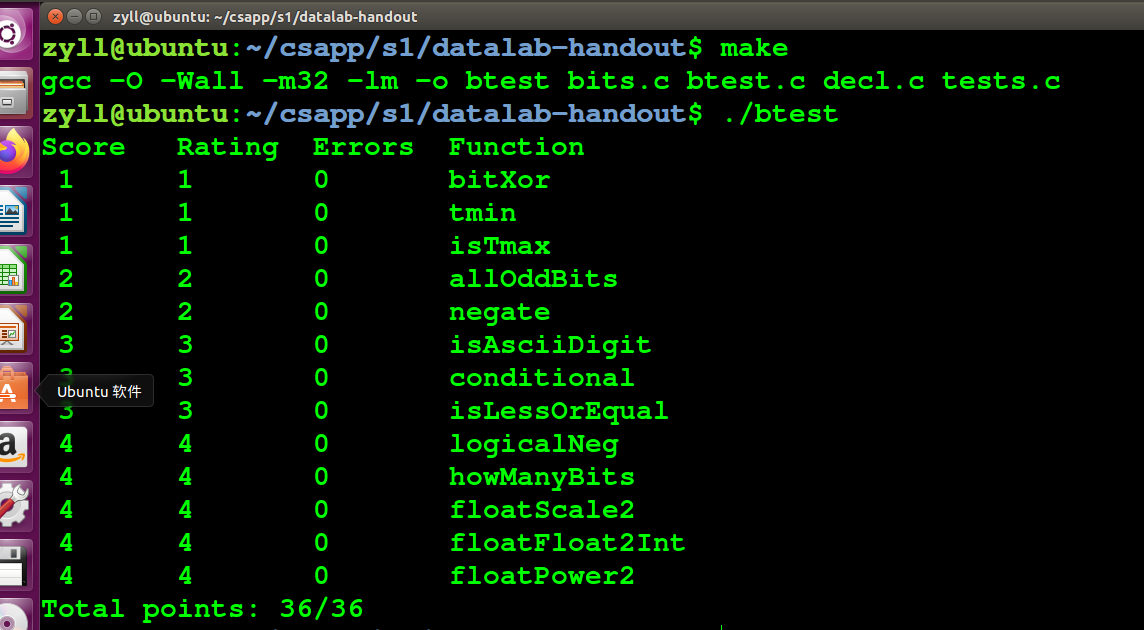 zyll@ubuntu: ~/csapp/s1/datalab-handout
zyll@ubuntu:~/csapp/s1/datalab-handout$ make
gcc -O -Wall -m32 -lm -o btest bits.c btest.c decl.c tests.c
zyll@ubuntu:~/csapp/s1/datalab-handout$ ./btest
Score Rating Errors Function
1 1 0 bitXor
1 1 0 tmin
1 1 0 isTmax
2 2 0 allOddBits
2 2 0 negate
3 3 0 isAsciiDigit
3 3 0 conditional
Ubuntu 软件
3 3 0 isLessOrEqual
4 4 0 logicalNeg
4 4 0 howManyBits
4 4 0 floatScale2
4 4 0 floatFloat2Int
4 4 0 floatPower2
Total points: 36/36